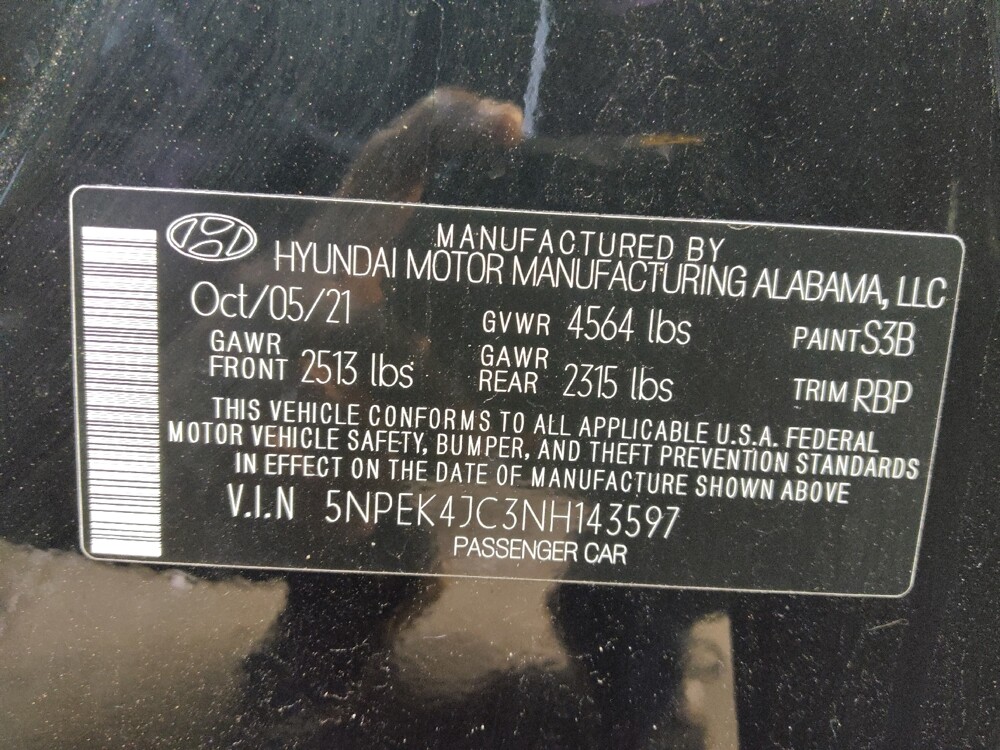 MANUFACTURED BY
HYUNDAI MOTOR MANUFACTURING ALABAMA, LLC
Oct/05/21 GVWR 4564 lbs PAINT S3B
GAWR FRONT 2513 lbs GAWR REAR 2315 lbs TRIM RBP
THIS VEHICLE CONFORMS TO ALL APPLICABLE U.S.A. FEDERAL
MOTOR VEHICLE SAFETY, BUMPER, AND THEFT PREVENTION STANDARDS
IN EFFECT ON THE DATE OF MANUFACTURE SHOWN ABOVE
V.I.N 5NPEK4JC3NH143597
PASSENGER CAR